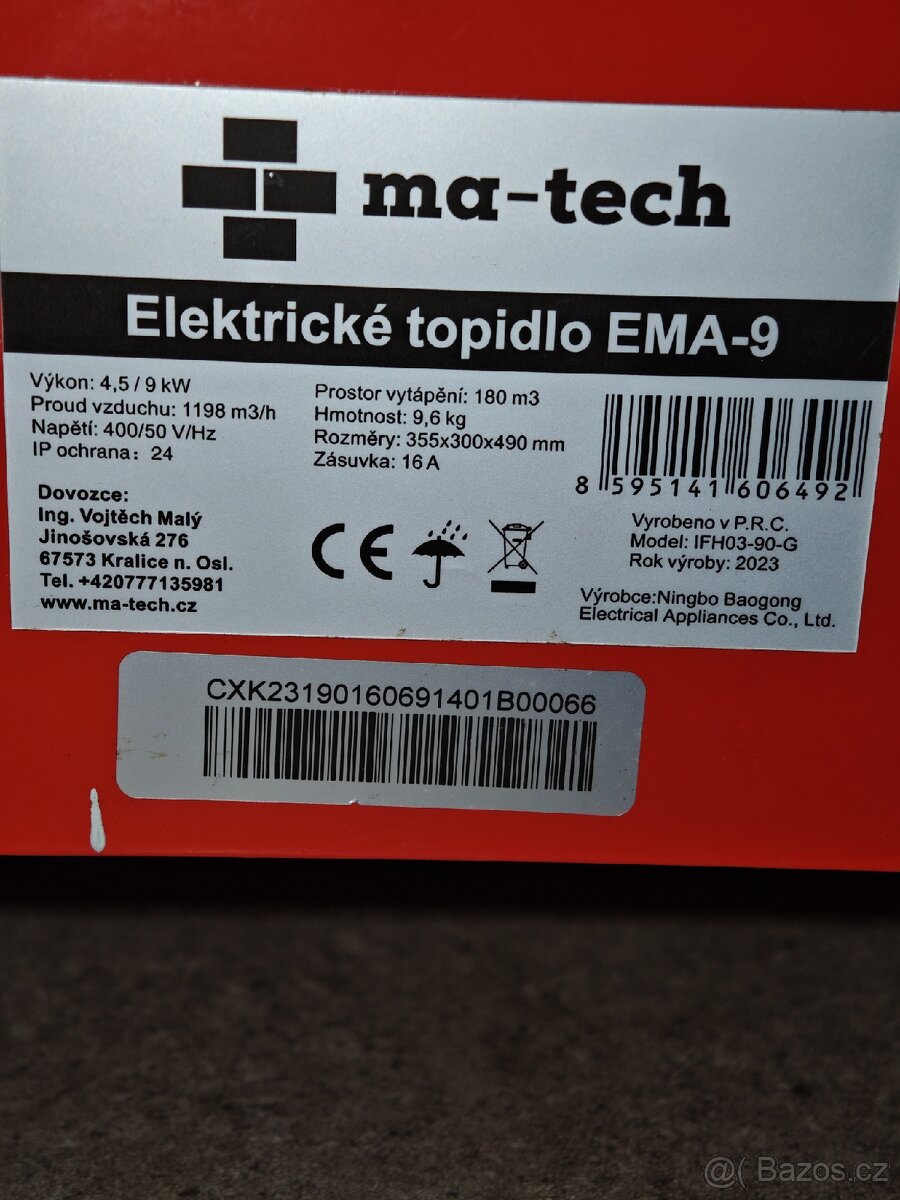 ma-tech
Elektrické topidlo EMA-9
Výkon: 4,5 / 9 kW
Proud vzduchu: 1198 m3/h
Napětí: 400/50 V/Hz
IP ochrana: 24
Prostor vytápění: 180 m3
Hmotnost: 9,6 kg
Rozměry: 355x300x490 mm
Zásuvka: 16 A
8 595141 606492
Dovozce:
Ing. Vojtěch Malý
Jinošovská 276
67573 Kralice n. Osl.
Tel. +420777135981
www.ma-tech.cz
CE
Vyrobeno v P.R.C.
Model: IFH03-90-G
Rok výroby: 2023
Výrobce:Ningbo Baogong
Electrical Appliances Co., Ltd.
CXK23190160691401B00066
@( Bazos.cz